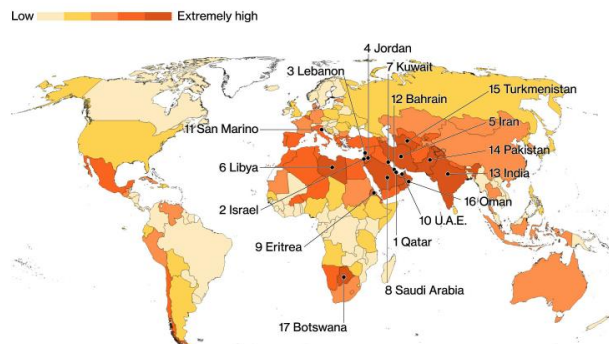 Low Extremely high
4 Jordan
3 Lebanon
7 Kuwait
12 Bahrain
15 Turkmenistan
5 Iran
11 San Marino
14 Pakistan
6 Libya
13 India
2 Israel
16 Oman
10 U.A.E.
9 Eritrea
1 Qatar
8 Saudi Arabia
17 Botswana